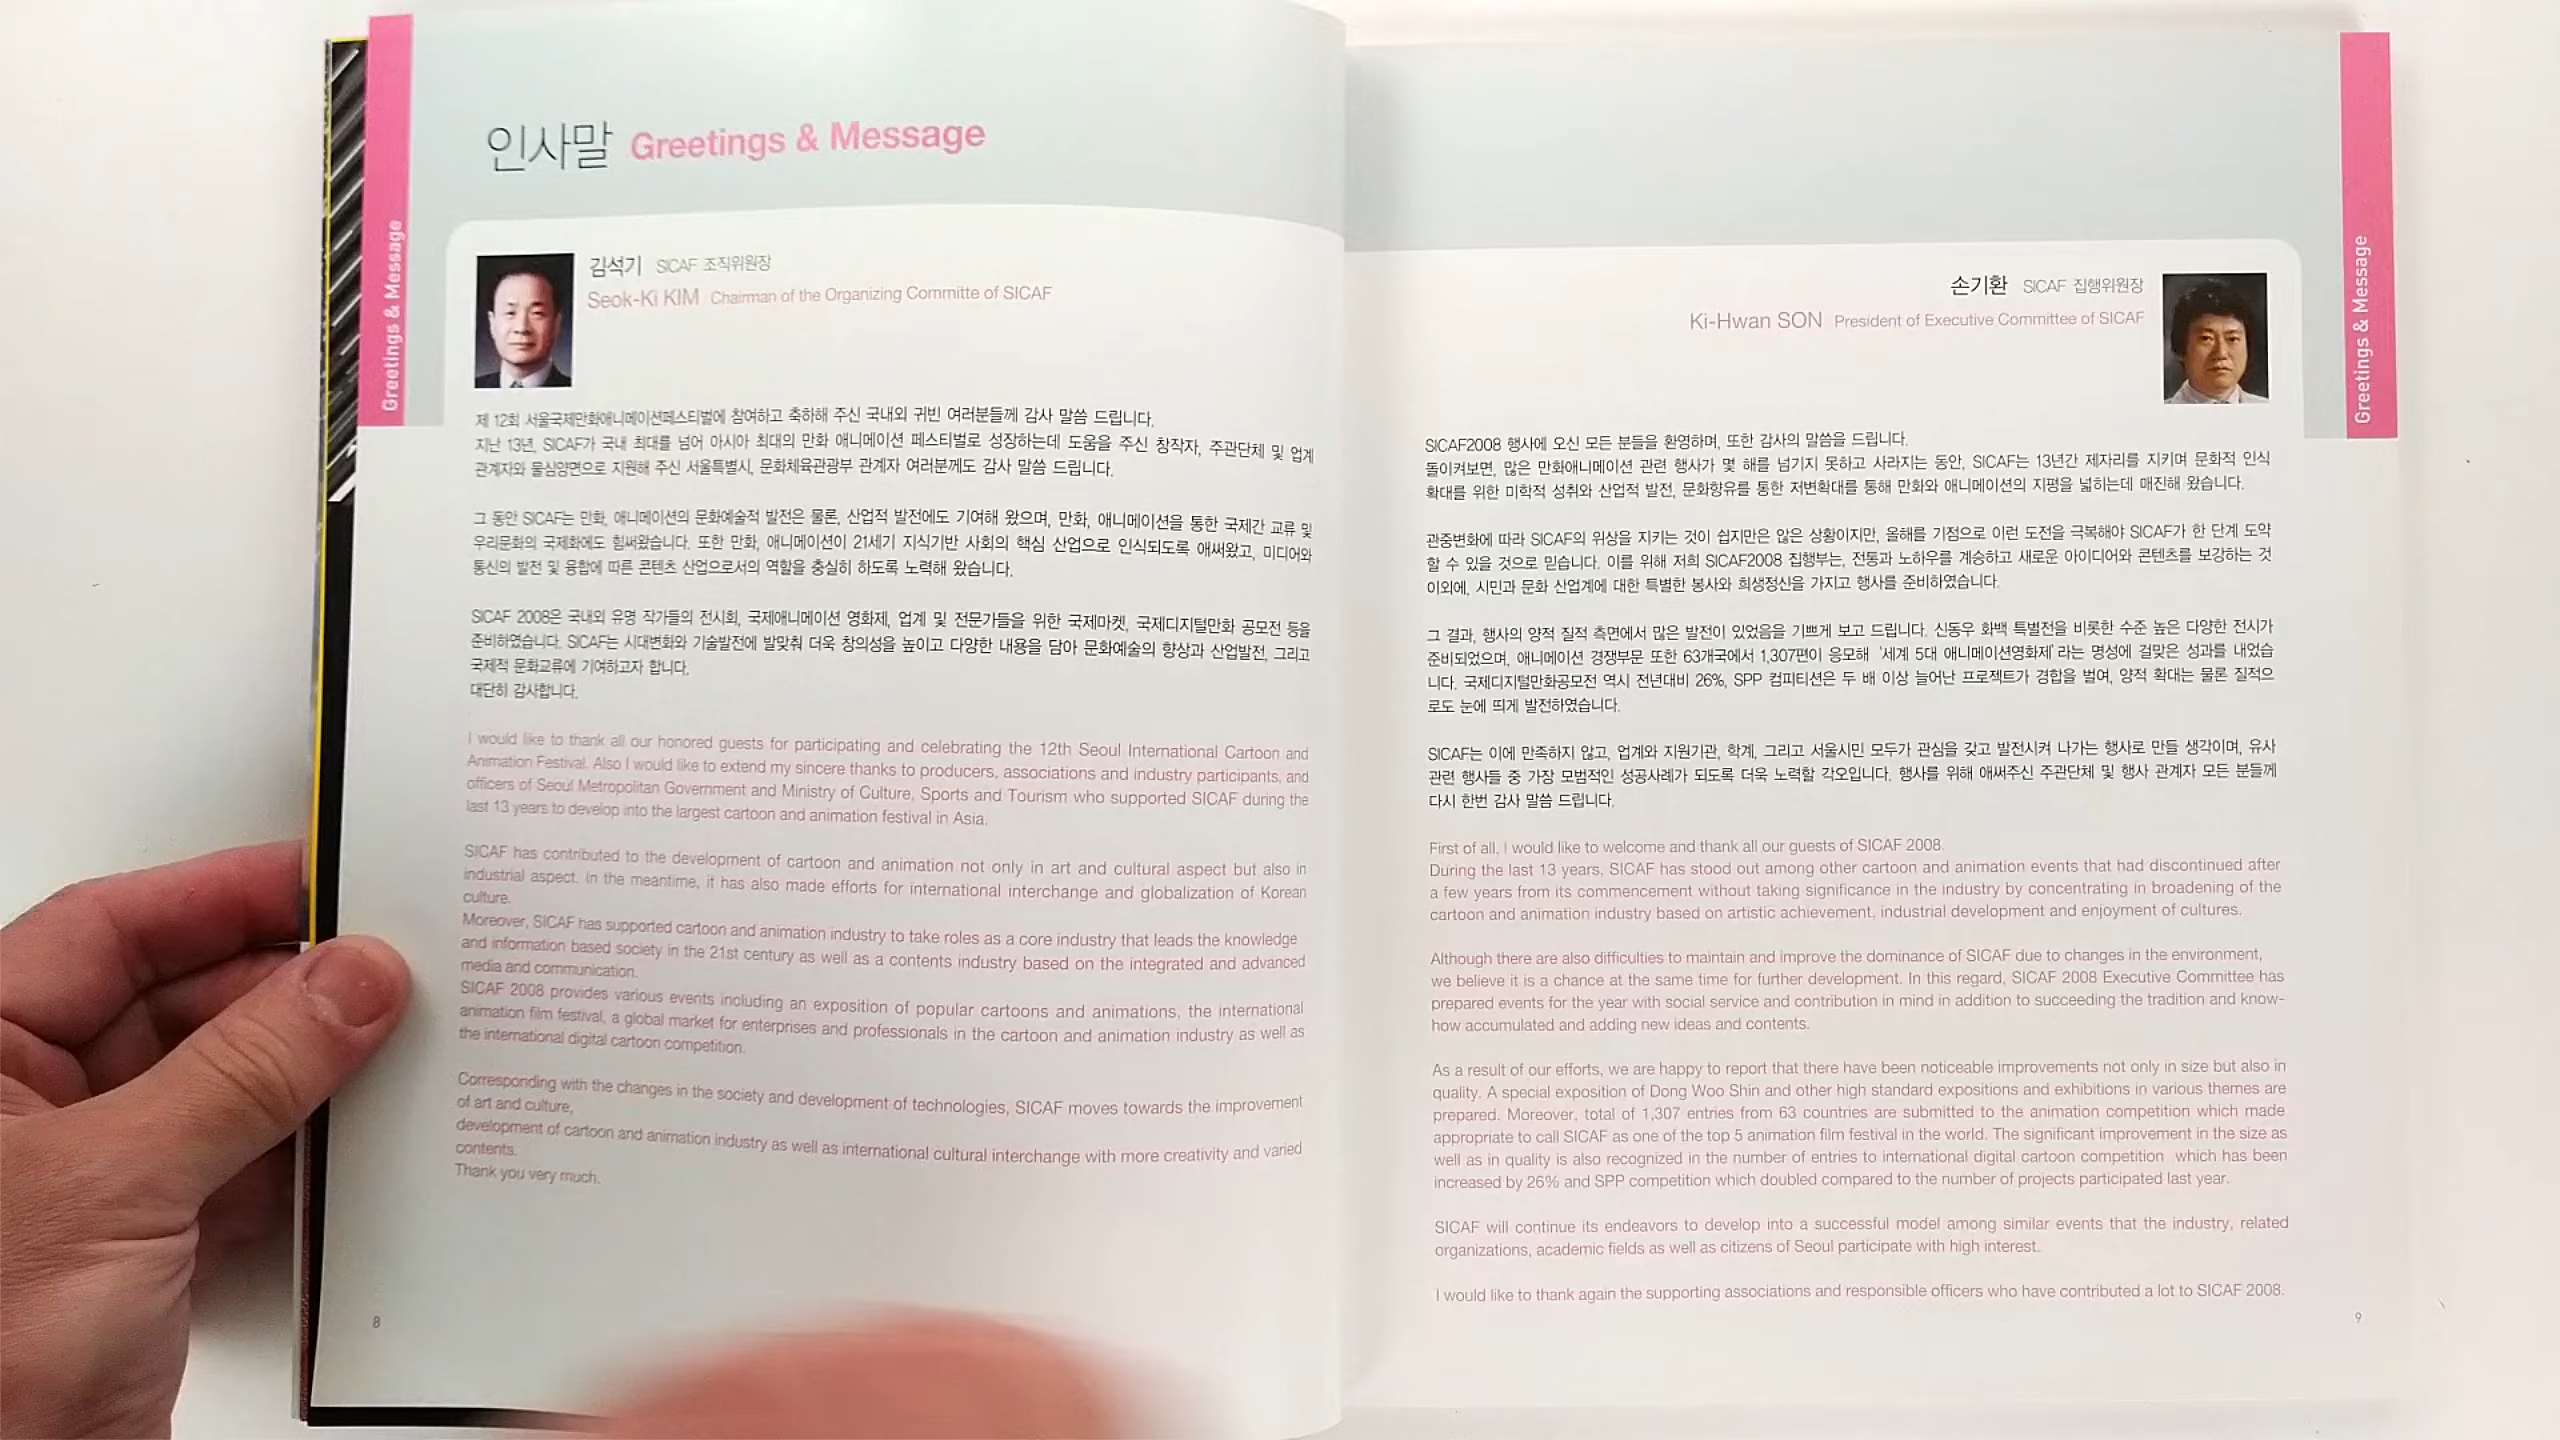 인사말 Greetings & Message
Greetings & Message
김석기 SICAF 조직위원장
Seok-Ki KIM Chairman of the Organizing Committe of SICAF
제 12회 서울국제만화애니메이션페스티벌에 참여하고 축하해 주신 국내외 귀빈 여러분들께 감사 말씀 드립니다.
지난 13년, SICAF가 국내 최대를 넘어 아시아 최대의 만화 애니메이션 페스티벌로 성장하는데 도움을 주신 창작자, 주관단체 및 업계
관계자와 물심양면으로 지원해 주신 서울특별시, 문화체육관광부 관계자 여러분께도 감사 말씀 드립니다.
그 동안 SICAF는 만화, 애니메이션의 문화예술적 발전은 물론, 산업적 발전에도 기여해 왔으며, 만화, 애니메이션을 통한 국제간 교류 및
우리문화의 국제화에도 힘써왔습니다. 또한 만화, 애니메이션이 21세기 지식기반 사회의 핵심 산업으로 인식되도록 애써왔고, 미디어와
통신의 발전 및 융합에 따른 콘텐츠 산업으로서의 역할을 충실히 하도록 노력해 왔습니다.
SICAF 2008은 국내외 유명 작가들의 전시회, 국제애니메이션 영화제, 업계 및 전문가들을 위한 국제마켓, 국제디지털만화 공모전 등을
준비하였습니다. SICAF는 시대변화와 기술발전에 발맞춰 더욱 창의성을 높이고 다양한 내용을 담아 문화예술의 향상과 산업발전, 그리고
국제적 문화교류에 기여하고자 합니다.
대단히 감사합니다.
I would like to thank all our honored guests for participating and celebrating the 12th Seoul International Cartoon and
Animation Festival. Also I would like to extend my sincere thanks to producers, associations and industry participants, and
officers of Seoul Metropolitan Government and Ministry of Culture, Sports and Tourism who supported SICAF during the
last 13 years to develop into the largest cartoon and animation festival in Asia.
SICAF has contributed to the development of cartoon and animation not only in art and cultural aspect but also in
industrial aspect. In the meantime, it has also made efforts for international interchange and globalization of Korean
culture.
Moreover, SICAF has supported cartoon and animation industry to take roles as a core industry that leads the knowledge
and information based society in the 21st century as well as a contents industry based on the integrated and advanced
media and communication.
SICAF 2008 provides various events including an exposition of popular cartoons and animations, the international
animation film festival, a global market for enterprises and professionals in the cartoon and animation industry as well as
the international digital cartoon competition.
Corresponding with the changes in the society and development of technologies, SICAF moves towards the improvement
of art and culture,
development of cartoon and animation industry as well as international cultural interchange with more creativity and varied
contents.
Thank you very much.
8
손기환 SICAF 집행위원장
Ki-Hwan SON President of Executive Committee of SICAF
Greetings & Message
SICAF2008 행사에 오신 모든 분들을 환영하며, 또한 감사의 말씀을 드립니다.
돌이켜보면, 많은 만화애니메이션 관련 행사가 몇 해를 넘기지 못하고 사라지는 동안, SICAF는 13년간 제자리를 지키며 문화적 인식
확대를 위한 미학적 성취와 산업적 발전, 문화향유를 통한 저변확대를 통해 만화와 애니메이션의 지평을 넓히는데 매진해 왔습니다.
관중변화에 따라 SICAF의 위상을 지키는 것이 쉽지만은 않은 상황이지만, 올해를 기점으로 이런 도전을 극복해야 SICAF가 한 단계 도약
할 수 있을 것으로 믿습니다. 이를 위해 저희 SICAF2008 집행부는, 전통과 노하우를 계승하고 새로운 아이디어와 콘텐츠를 보강하는 것
이외에, 시민과 문화 산업계에 대한 특별한 봉사와 희생정신을 가지고 행사를 준비하였습니다.
그 결과, 행사의 양적 질적 측면에서 많은 발전이 있었음을 기쁘게 보고 드립니다. 신동우 화백 특별전을 비롯한 수준 높은 다양한 전시가
준비되었으며, 애니메이션 경쟁부문 또한 63개국에서 1,307편이 응모해 '세계 5대 애니메이션영화제' 라는 명성에 걸맞은 성과를 내었습
니다. 국제디지털만화공모전 역시 전년대비 26%, SPP 컴피티션은 두 배 이상 늘어난 프로젝트가 경합을 벌여, 양적 확대는 물론 질적으
로도 눈에 띄게 발전하였습니다.
SICAF는 이에 만족하지 않고, 업계와 지원기관, 학계, 그리고 서울시민 모두가 관심을 갖고 발전시켜 나가는 행사로 만들 생각이며, 유사
관련 행사들 중 가장 모범적인 성공사례가 되도록 더욱 노력할 각오입니다. 행사를 위해 애써주신 주관단체 및 행사 관계자 모든 분들께
다시 한번 감사 말씀 드립니다.
First of all, I would like to welcome and thank all our guests of SICAF 2008.
During the last 13 years, SICAF has stood out among other cartoon and animation events that had discontinued after
a few years from its commencement without taking significance in the industry by concentrating in broadening of the
cartoon and animation industry based on artistic achievement, industrial development and enjoyment of cultures.
Although there are also difficulties to maintain and improve the dominance of SICAF due to changes in the environment,
we believe it is a chance at the same time for further development. In this regard, SICAF 2008 Executive Committee has
prepared events for the year with social service and contribution in mind in addition to succeeding the tradition and know-
how accumulated and adding new ideas and contents.
As a result of our efforts, we are happy to report that there have been noticeable improvements not only in size but also in
quality. A special exposition of Dong Woo Shin and other high standard expositions and exhibitions in various themes are
prepared. Moreover, total of 1,307 entries from 63 countries are submitted to the animation competition which made
appropriate to call SICAF as one of the top 5 animation film festival in the world. The significant improvement in the size as
well as in quality is also recognized in the number of entries to international digital cartoon competition which has been
increased by 26% and SPP competition which doubled compared to the number of projects participated last year.
SICAF will continue its endeavors to develop into a successful model among similar events that the industry, related
organizations, academic fields as well as citizens of Seoul participate with high interest.
I would like to thank again the supporting associations and responsible officers who have contributed a lot to SICAF 2008.
9